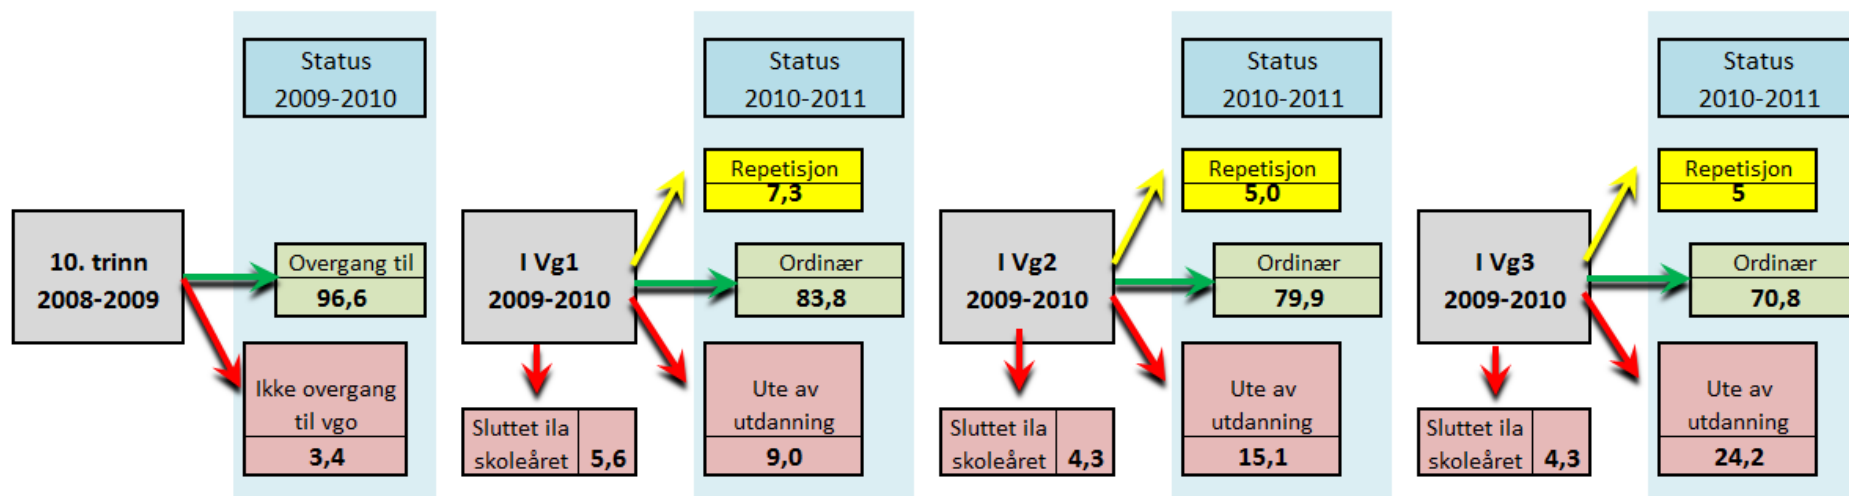 Status
2009-2010
10. trinn
2008-2009
Overgang til
96,6
Ikke overgang
til vgo
3,4
Status
2010-2011
Repetisjon
7,3
I Vg1
2009-2010
Ordinær
83,8
Sluttet ila
skoleåret
5,6
Ute av
utdanning
9,0
Status
2010-2011
Repetisjon
5,0
I Vg2
2009-2010
Ordinær
79,9
Sluttet ila
skoleåret
4,3
Ute av
utdanning
15,1
Status
2010-2011
Repetisjon
5
I Vg3
2009-2010
Ordinær
70,8
Sluttet ila
skoleåret
4,3
Ute av
utdanning
24,2